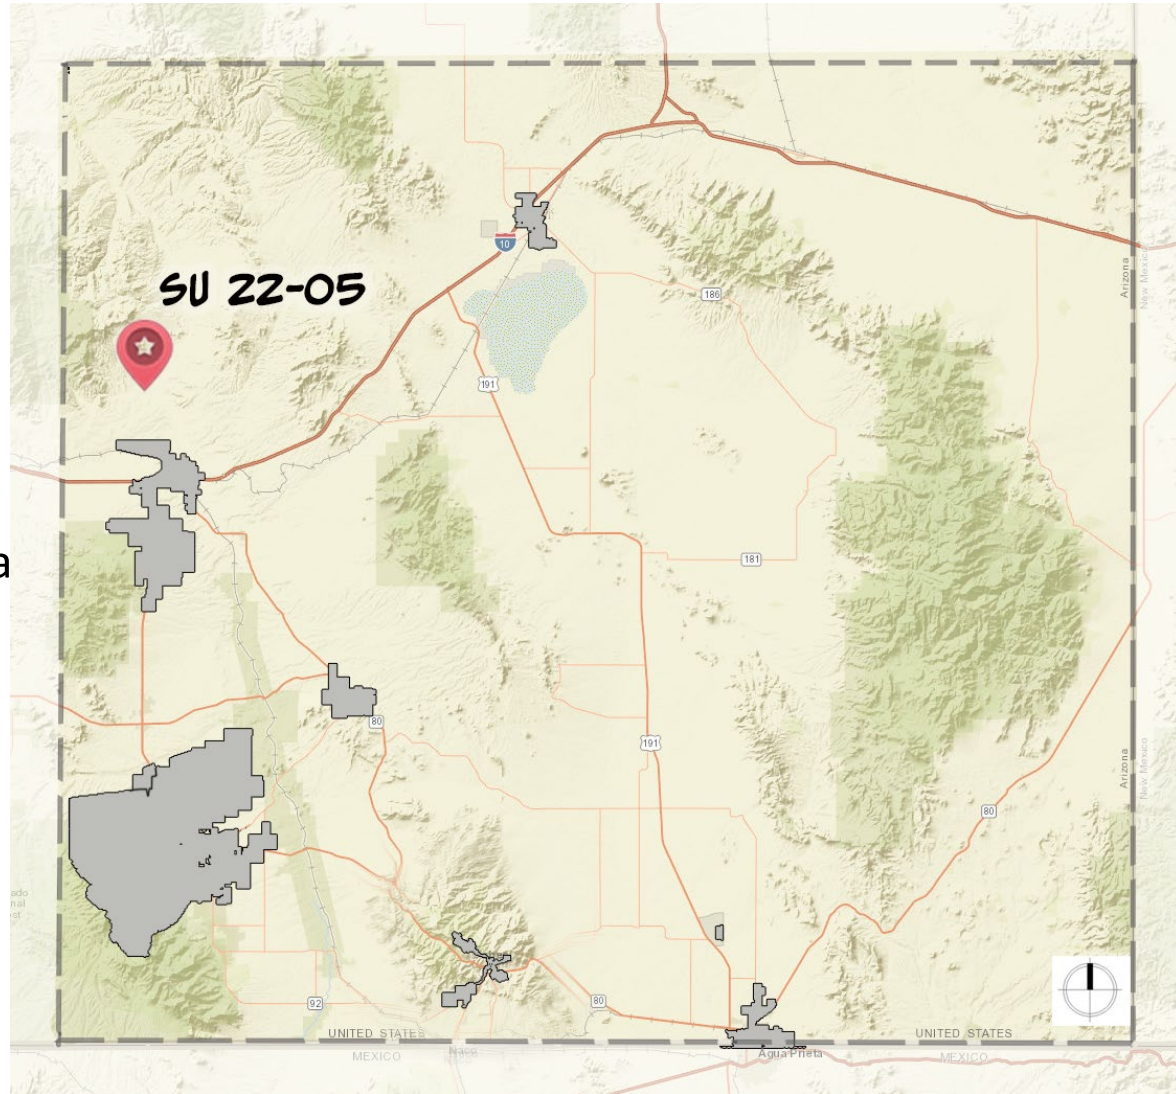 SU 22-05
10
186
Arizona
New Mexico
191
a
181
80
191
Arizona
New Mexico
80
92
80
UNITED STATES
UNITED STATES
MEXICO
Naco
Agua Prieta
MEXICO